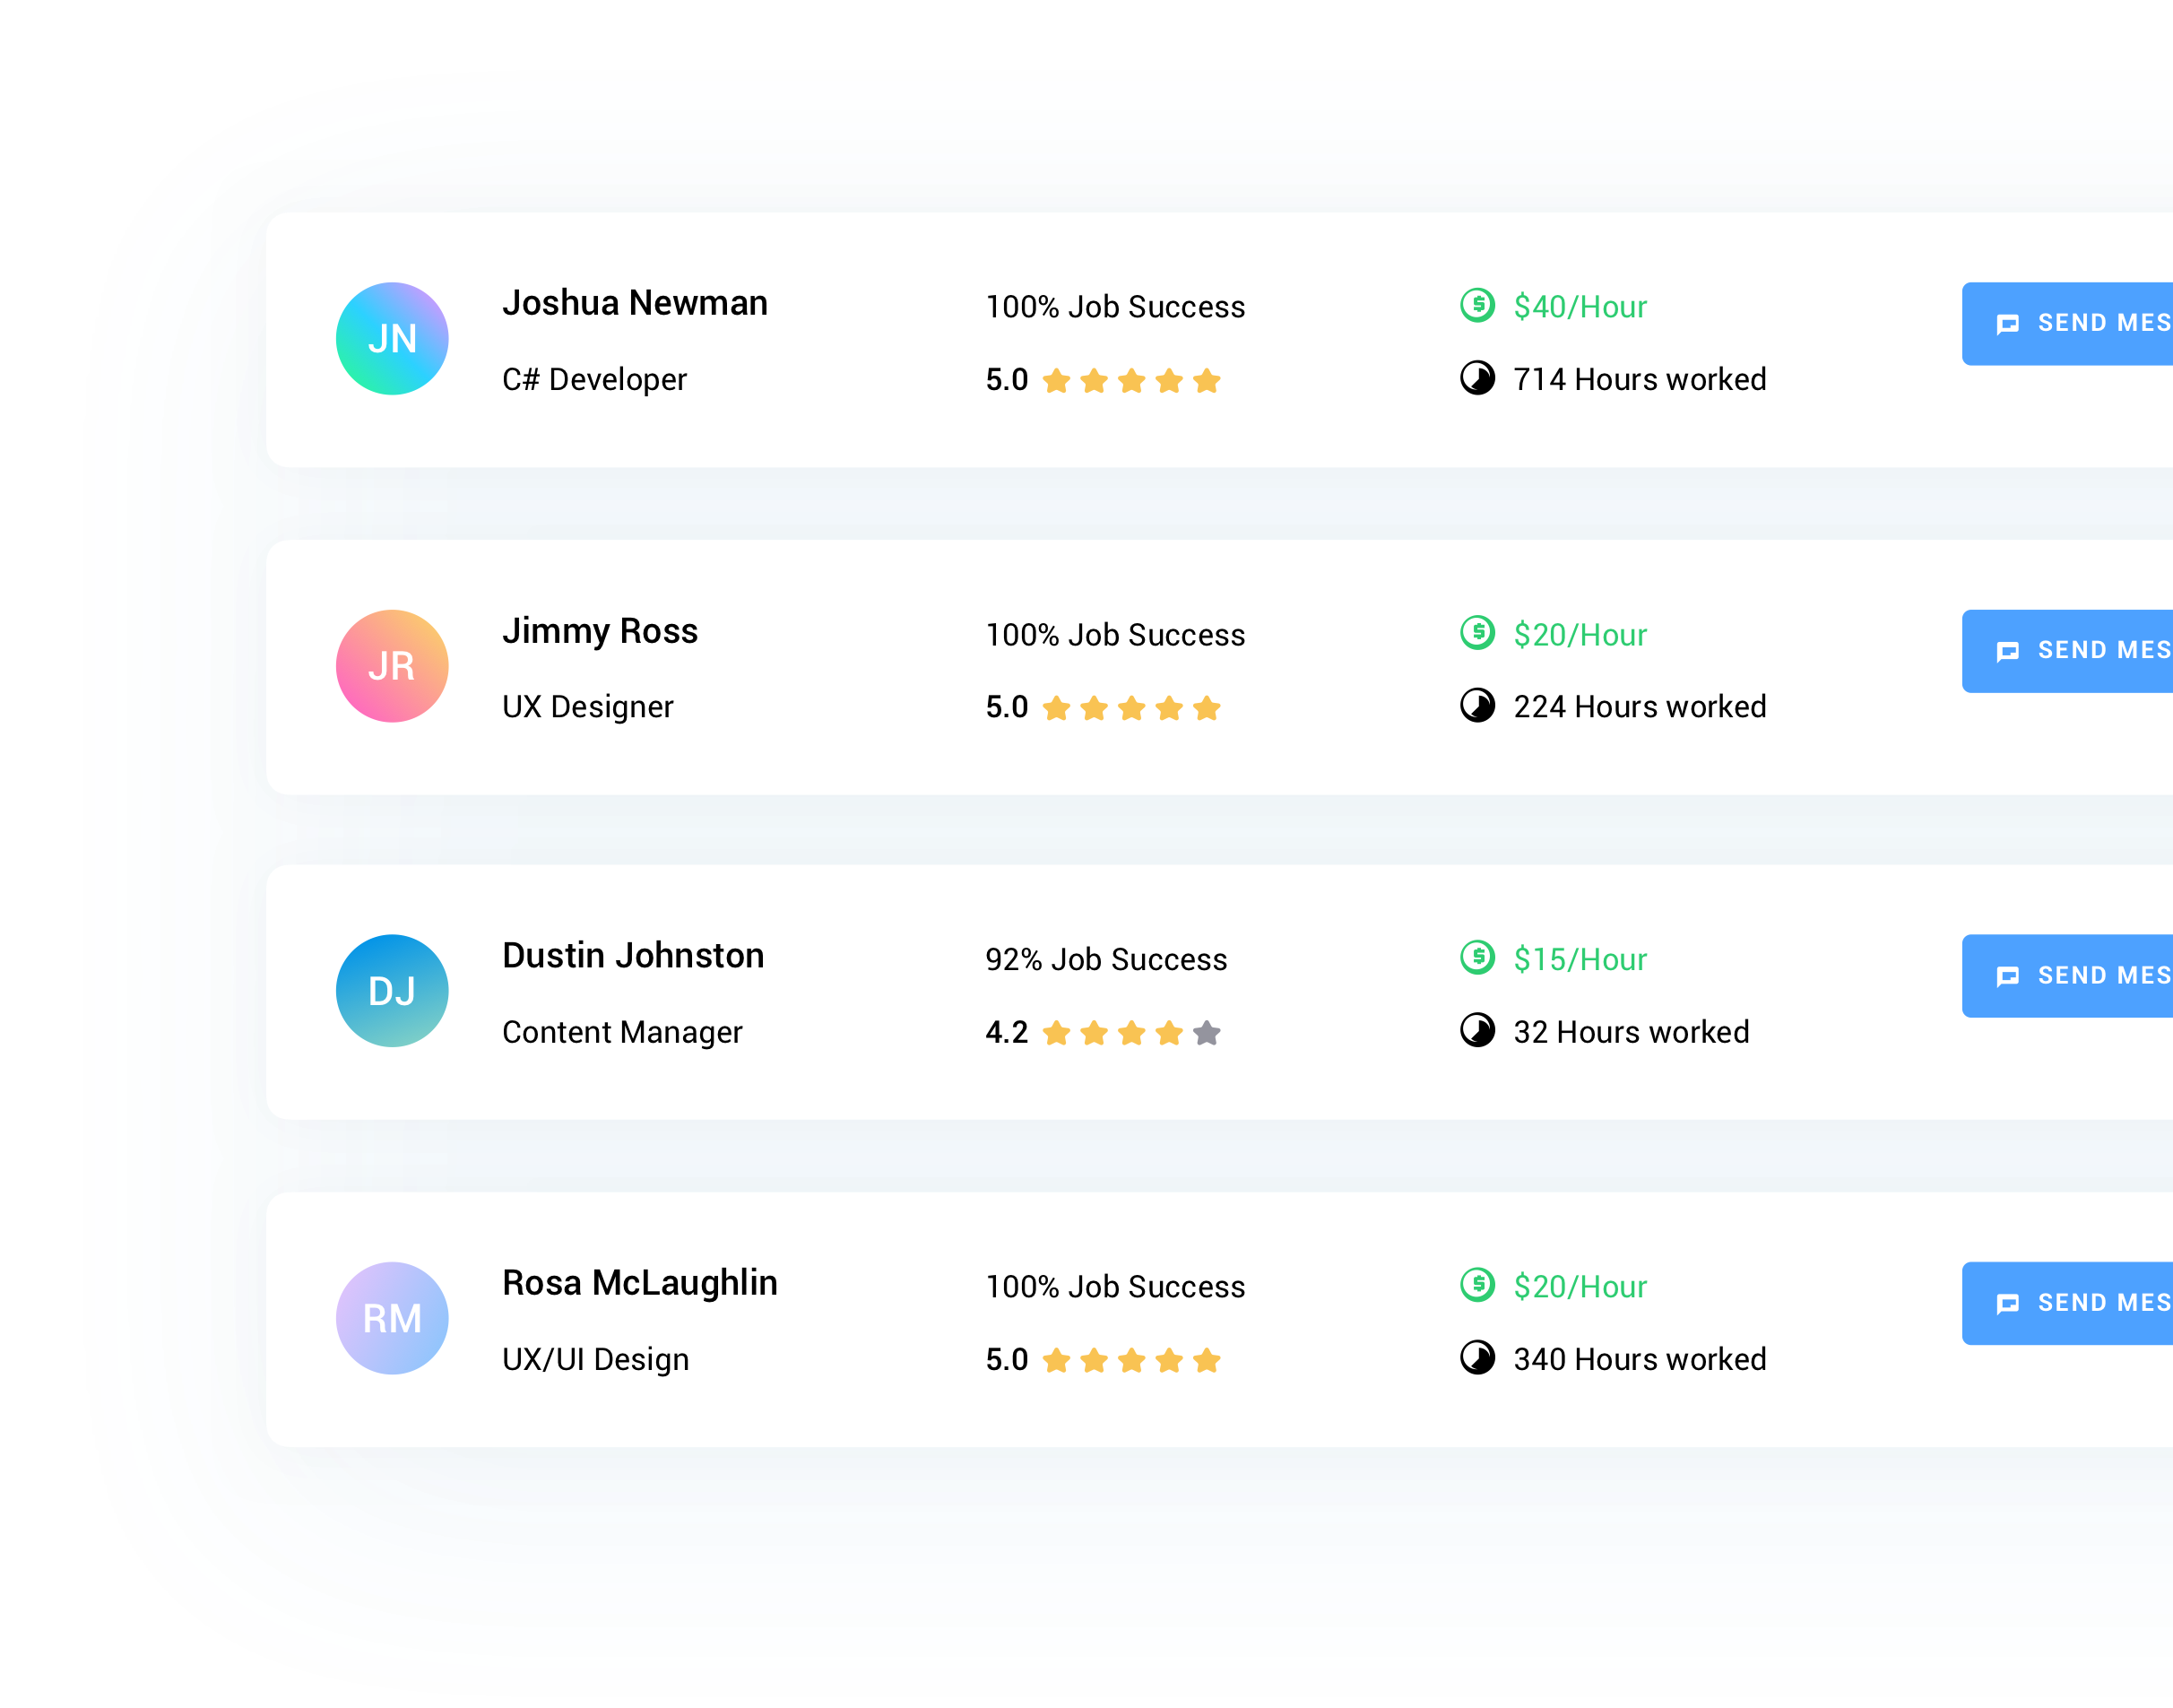 JN
Joshua Newman
C# Developer
100% Job Success
5.0
$40/Hour
714 Hours worked
SEND MES
JR
Jimmy Ross
UX Designer
100% Job Success
5.0
$20/Hour
224 Hours worked
SEND MES
DJ
Dustin Johnston
Content Manager
92% Job Success
4.2
$15/Hour
32 Hours worked
SEND MES
RM
Rosa McLaughlin
UX/UI Design
100% Job Success
5.0
$20/Hour
340 Hours worked
SEND MES